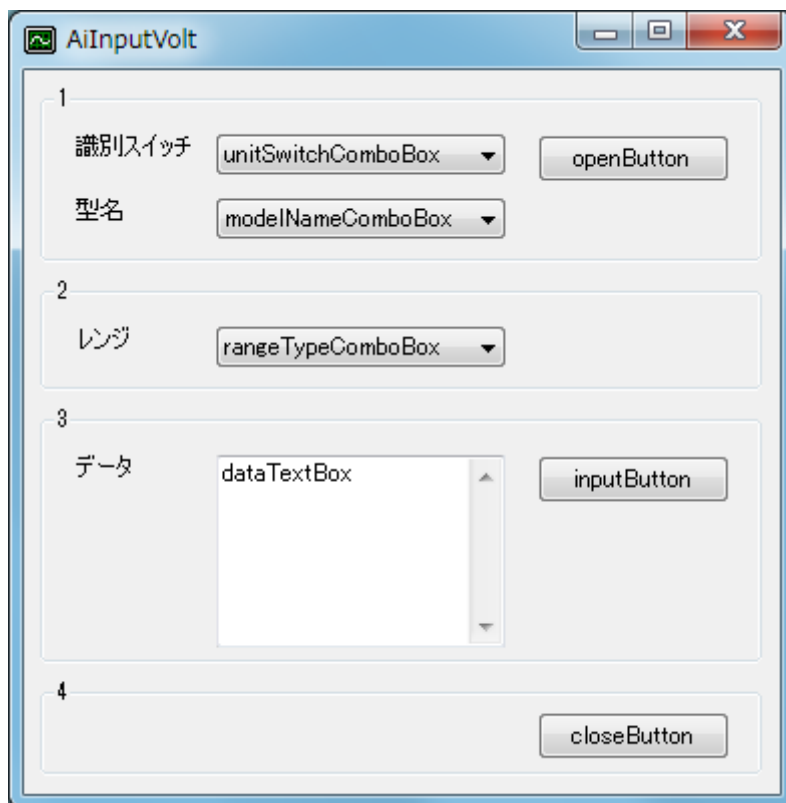 AiInputVolt
1
識別スイッチ unitSwitchComboBox openButton
型名 modelNameComboBox
2
レンジ rangeTypeComboBox
3
データ dataTextBox inputButton
4
closeButton